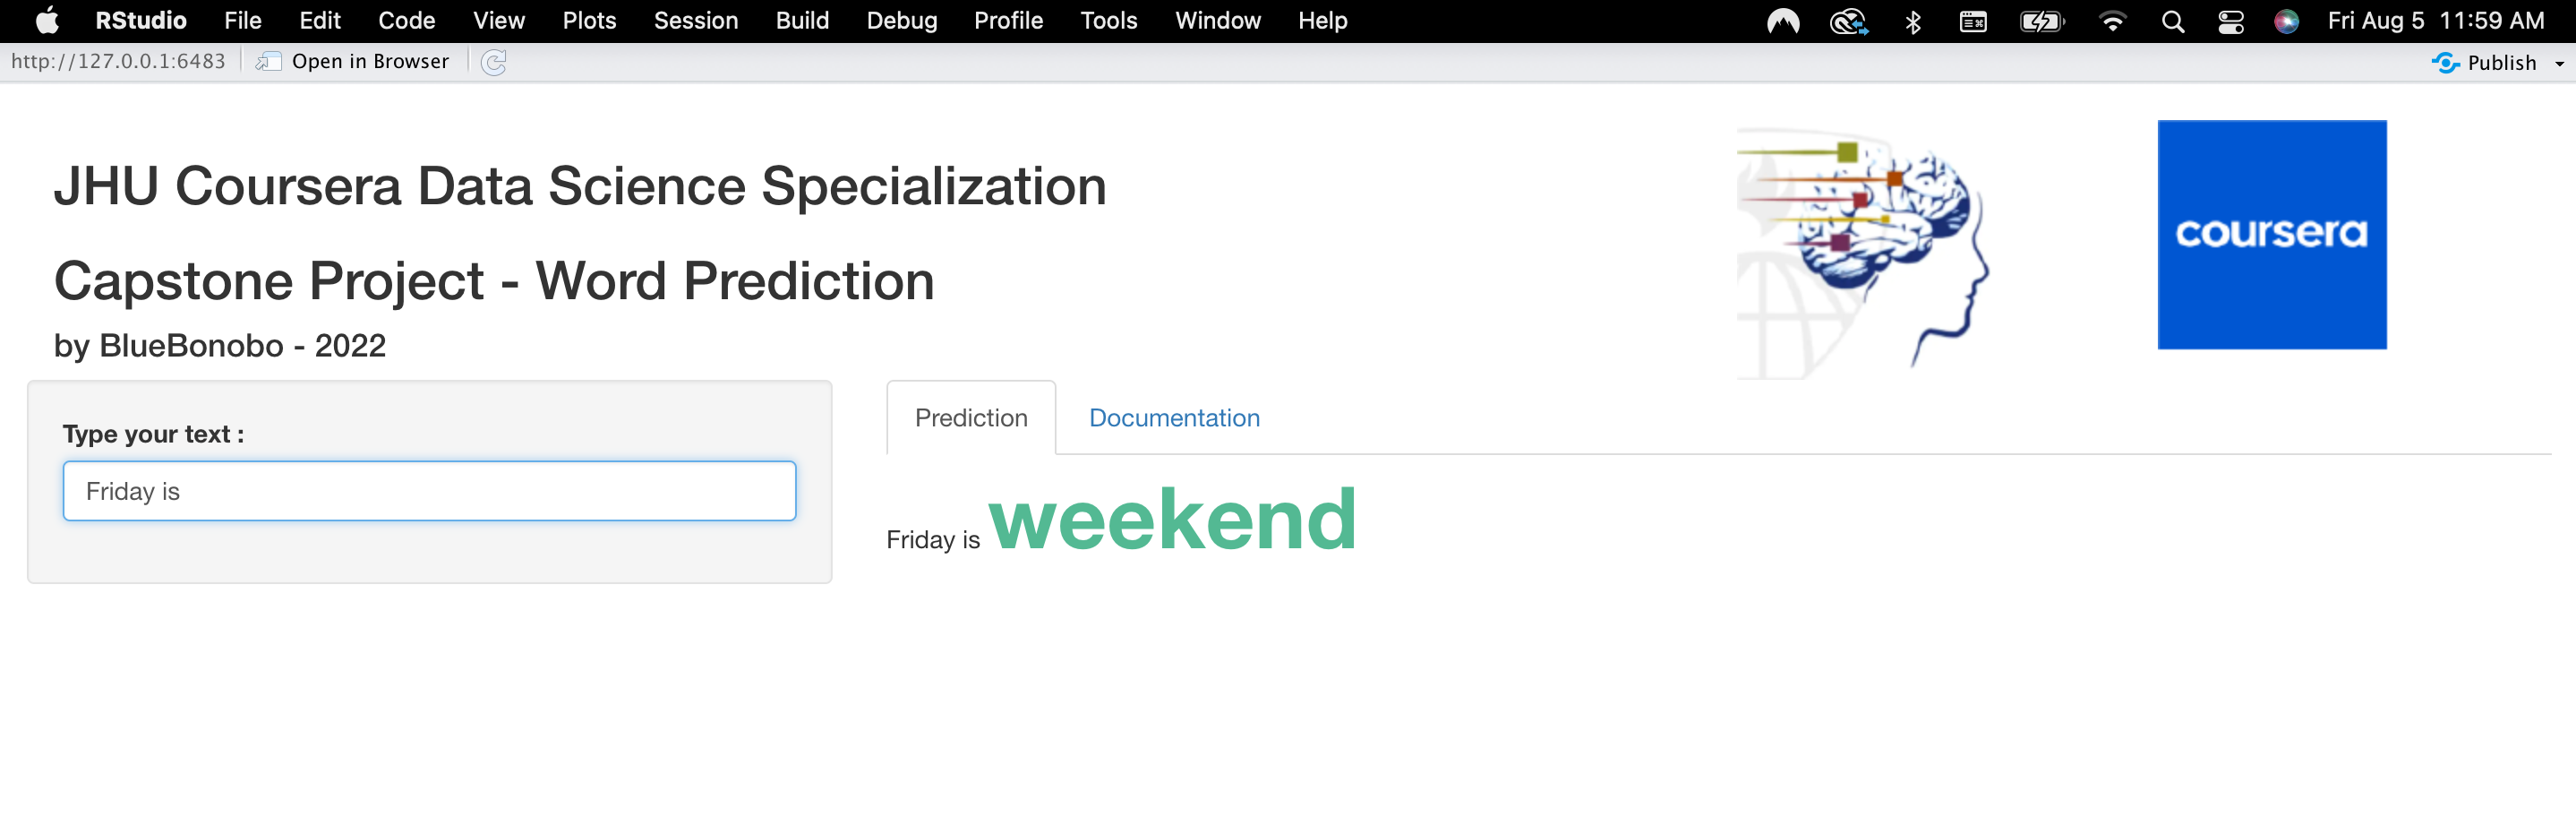 RStudio File Edit Code View Plots Session Build Debug Profile Tools Window Help Fri Aug 5 11:59 AM
http://127.0.0.1:6483 Open in Browser Publish
JHU Coursera Data Science Specialization
Capstone Project - Word Prediction
by BlueBonobo - 2022
coursera
Type your text :
Friday is
Prediction Documentation
Friday is weekend